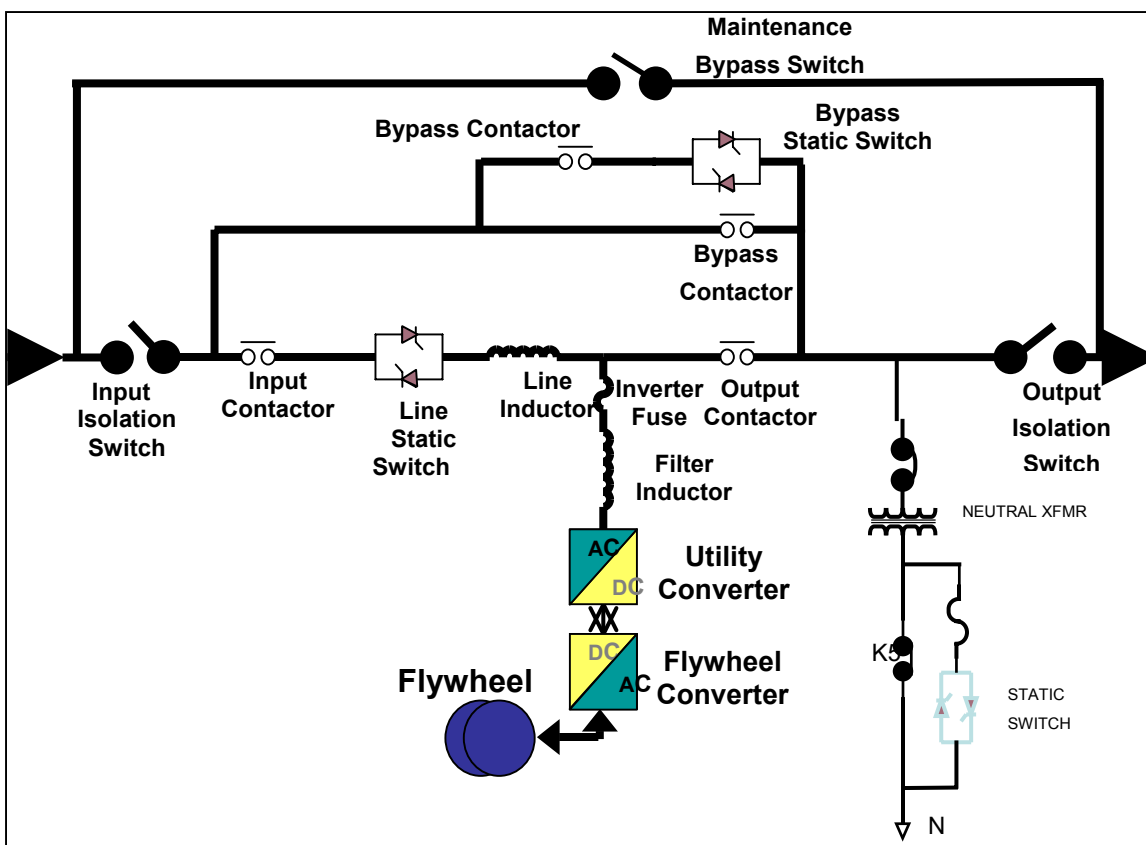 Maintenance
Bypass Switch
Bypass Contactor
Bypass
Static Switch
Bypass
Contactor
Input
Isolation
Switch
Input
Contactor
Line
Static
Switch
Line
Inductor
Inverter
Fuse
Output
Contactor
Output
Isolation
Switch
Filter
Inductor
NEUTRAL XFMR
AC
DC
Utility
Converter
DC
AC
Flywheel
Converter
Flywheel
K5
STATIC
SWITCH
N